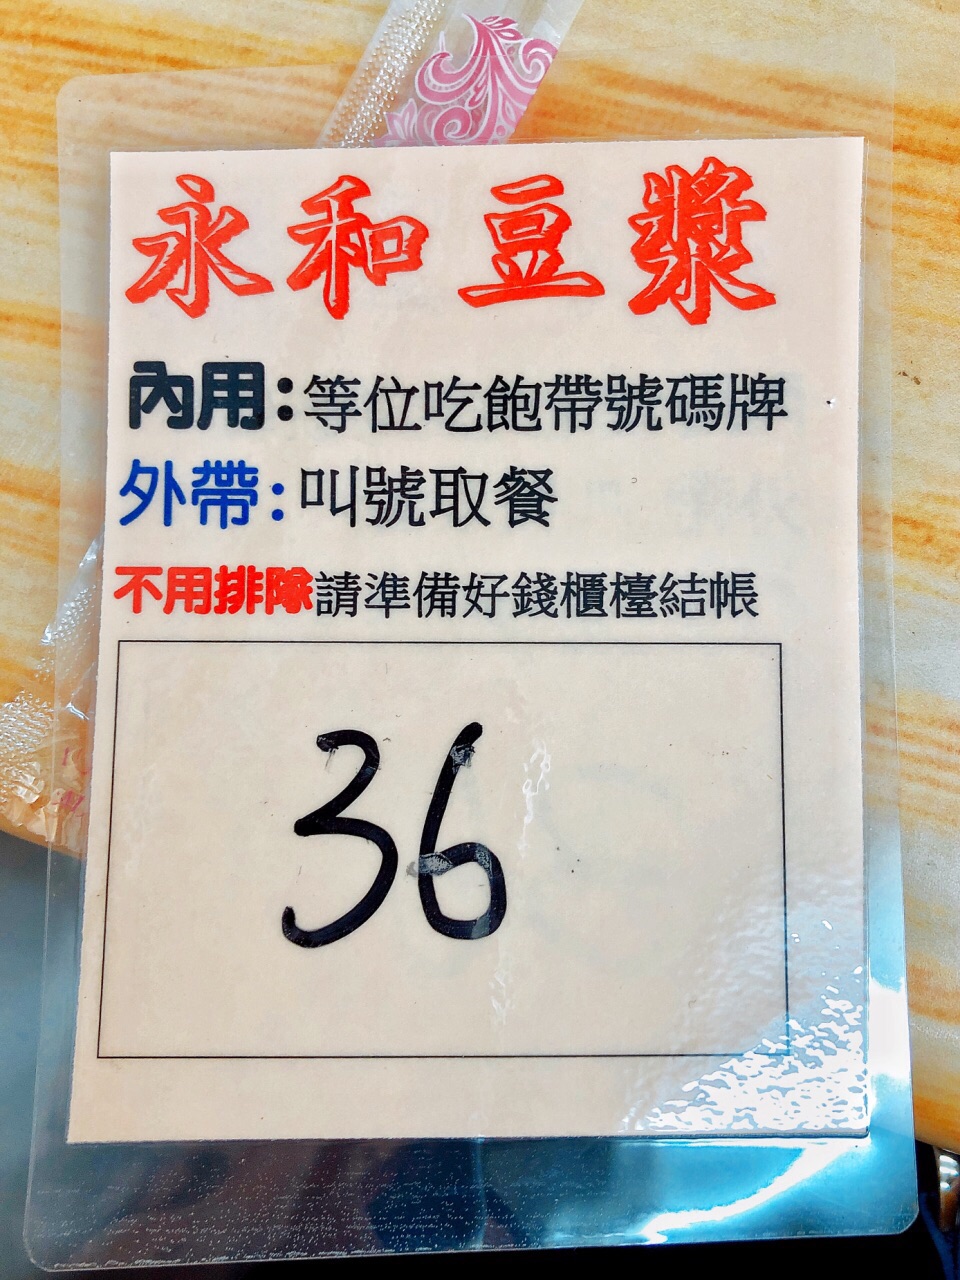 永和豆漿
內用:等位吃飽帶號碼牌
外帶:叫號取餐
不用排隊請準備好錢櫃檯結帳
36